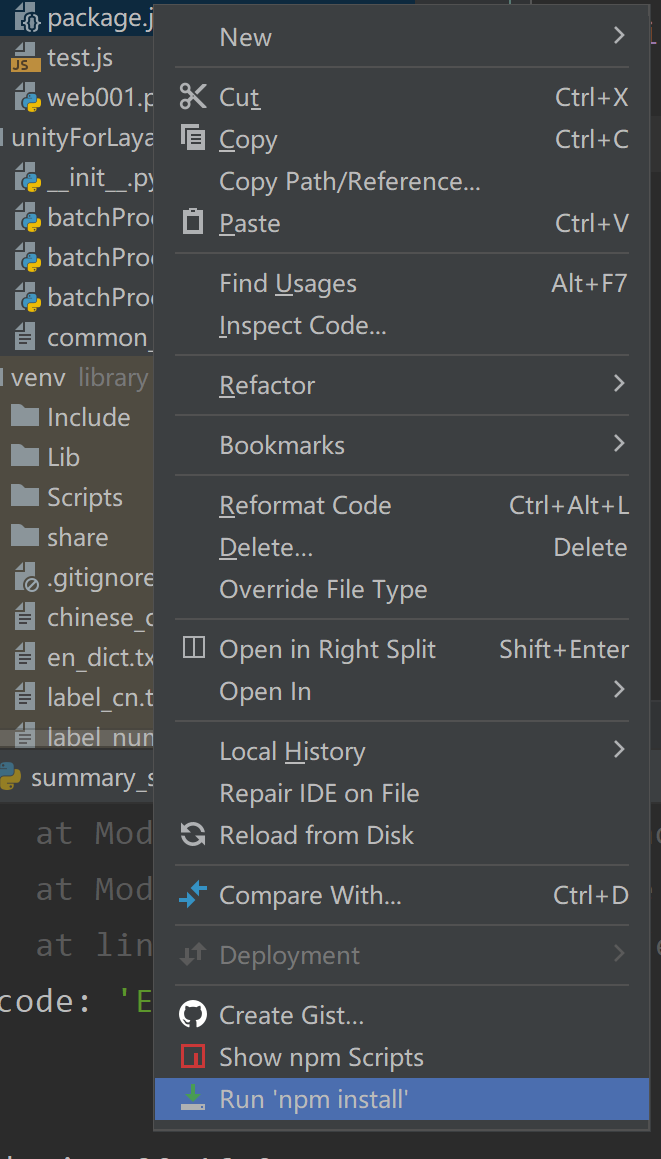 package.j
test.js
web001.p
unityForLaya
__init__.py
batchProc
batchProc
batchProc
common_
venv library
Include
Lib
Scripts
share
.gitignore
chinese_c
en_dict.tx
label_cn.t
label_num
summary_s
at Mod
at Mod
at lin
code: 'E
New
Cut Ctrl+X
Copy Ctrl+C
Copy Path/Reference...
Paste Ctrl+V
Find Usages Alt+F7
Inspect Code...
Refactor
Bookmarks
Reformat Code Ctrl+Alt+L
Delete... Delete
Override File Type
Open in Right Split Shift+Enter
Open In
Local History
Repair IDE on File
Reload from Disk
Compare With... Ctrl+D
Deployment
Create Gist...
Show npm Scripts
Run 'npm install'